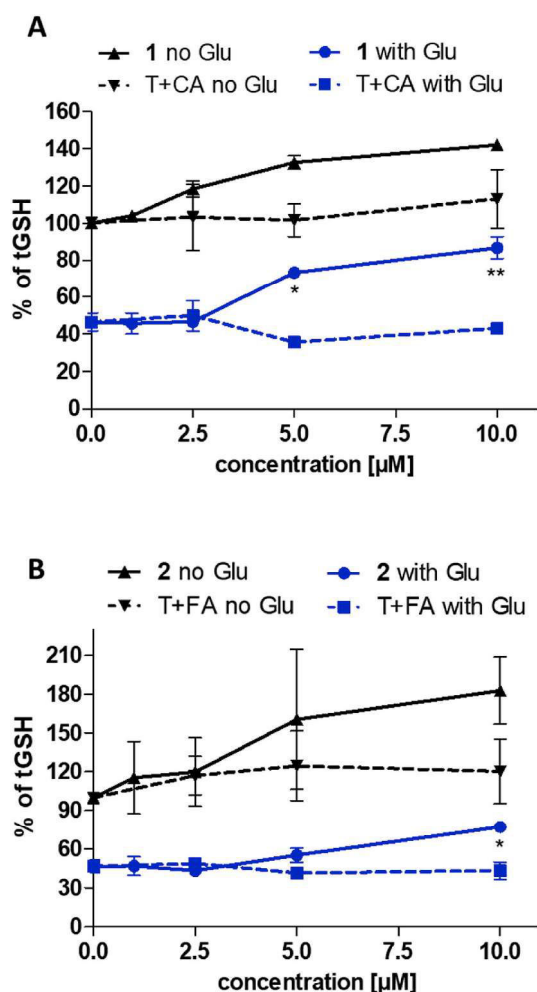 A
1 no Glu 1 with Glu
T+CA no Glu T+CA with Glu
% of tGSH
160
140
120
100
80
60
40
20
0
*
**
0.0 2.5 5.0 7.5 10.0
concentration [µM]
B
2 no Glu 2 with Glu
T+FA no Glu T+FA with Glu
% of tGSH
210
180
150
120
90
60
30
0
*
0.0 2.5 5.0 7.5 10.0
concentration [µM]